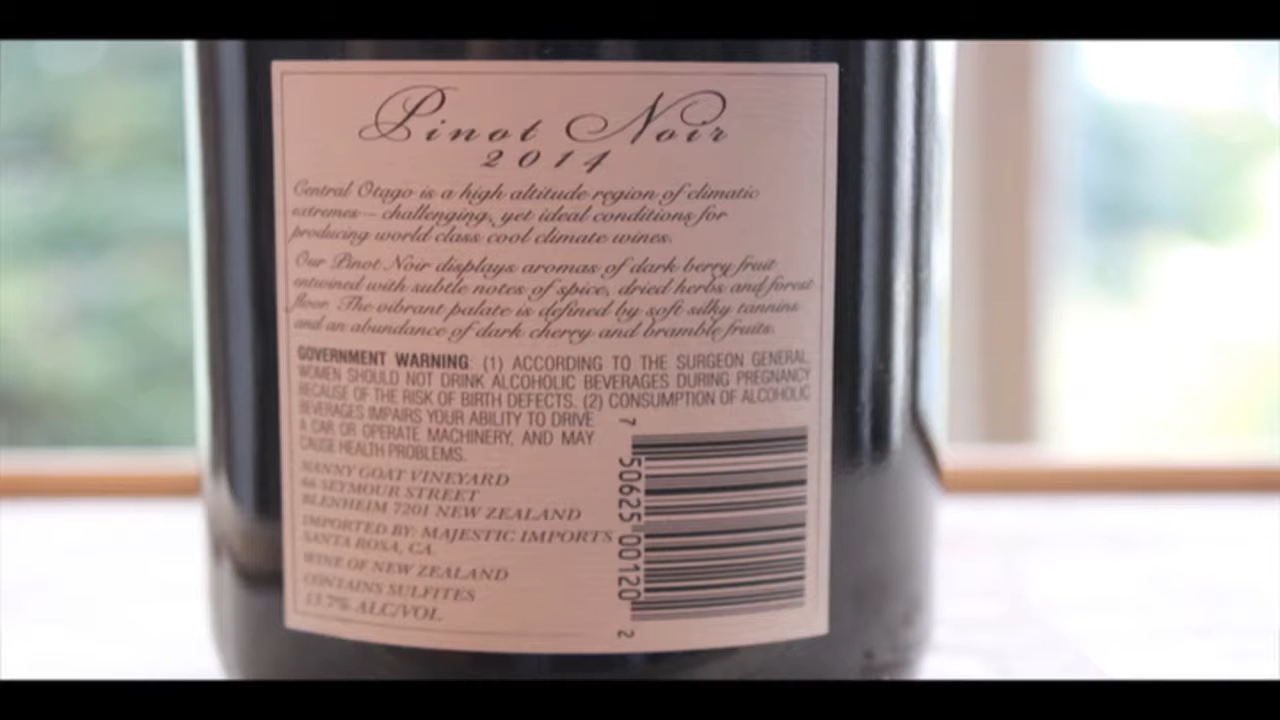 Pinot Noir
2014
Central Otago is a high altitude region of climatic
extremes – challenging, yet ideal conditions for
producing world class cool climate wines.
Our Pinot Noir displays aromas of dark berry fruit
entwined with subtle notes of spice, dried herbs and forest
floor. The vibrant palate is defined by soft silky tannins
and an abundance of dark cherry and bramble fruits.
GOVERNMENT WARNING: (1) ACCORDING TO THE SURGEON GENERAL,
WOMEN SHOULD NOT DRINK ALCOHOLIC BEVERAGES DURING PREGNANCY
BECAUSE OF THE RISK OF BIRTH DEFECTS. (2) CONSUMPTION OF ALCOHOLIC
BEVERAGES IMPAIRS YOUR ABILITY TO DRIVE
A CAR OR OPERATE MACHINERY, AND MAY
CAUSE HEALTH PROBLEMS.
NANNY GOAT VINEYARD
66 SEYMOUR STREET
BLENHEIM 7201 NEW ZEALAND
IMPORTED BY: MAJESTIC IMPORTS
SANTA ROSA, CA.
WINE OF NEW ZEALAND
CONTAINS SULFITES
13.7% ALC/VOL.
7 50625 00120 2